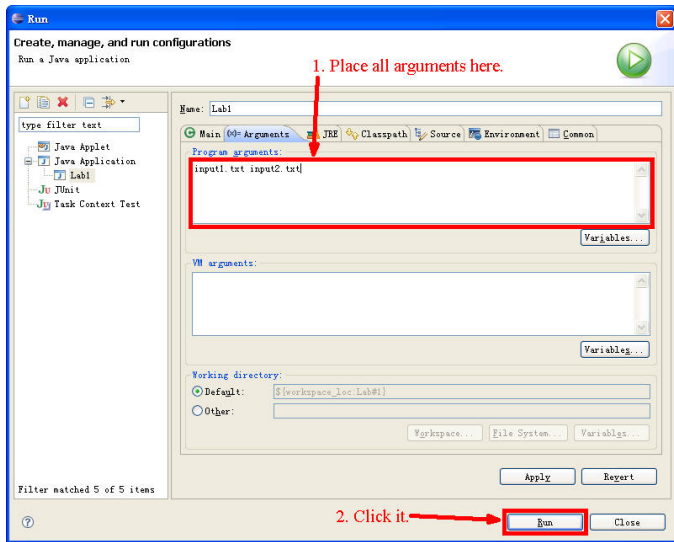 Run
Create, manage, and run configurations
Run a Java application
1. Place all arguments here.
type filter text
Java Applet
Java Application
Lab1
JUnit
Task Context Test
Filter matched 5 of 5 items
Name: Lab1
Main (x)= Arguments JRE Classpath Source Environment Common
Program arguments:
input1.txt input2.txt
Variables...
VM arguments:
Variables...
Working directory:
Default: ${workspace_loc:Lab#1}
Other:
Workspace... File System... Variables...
Apply Revert
2. Click it.
Run Close